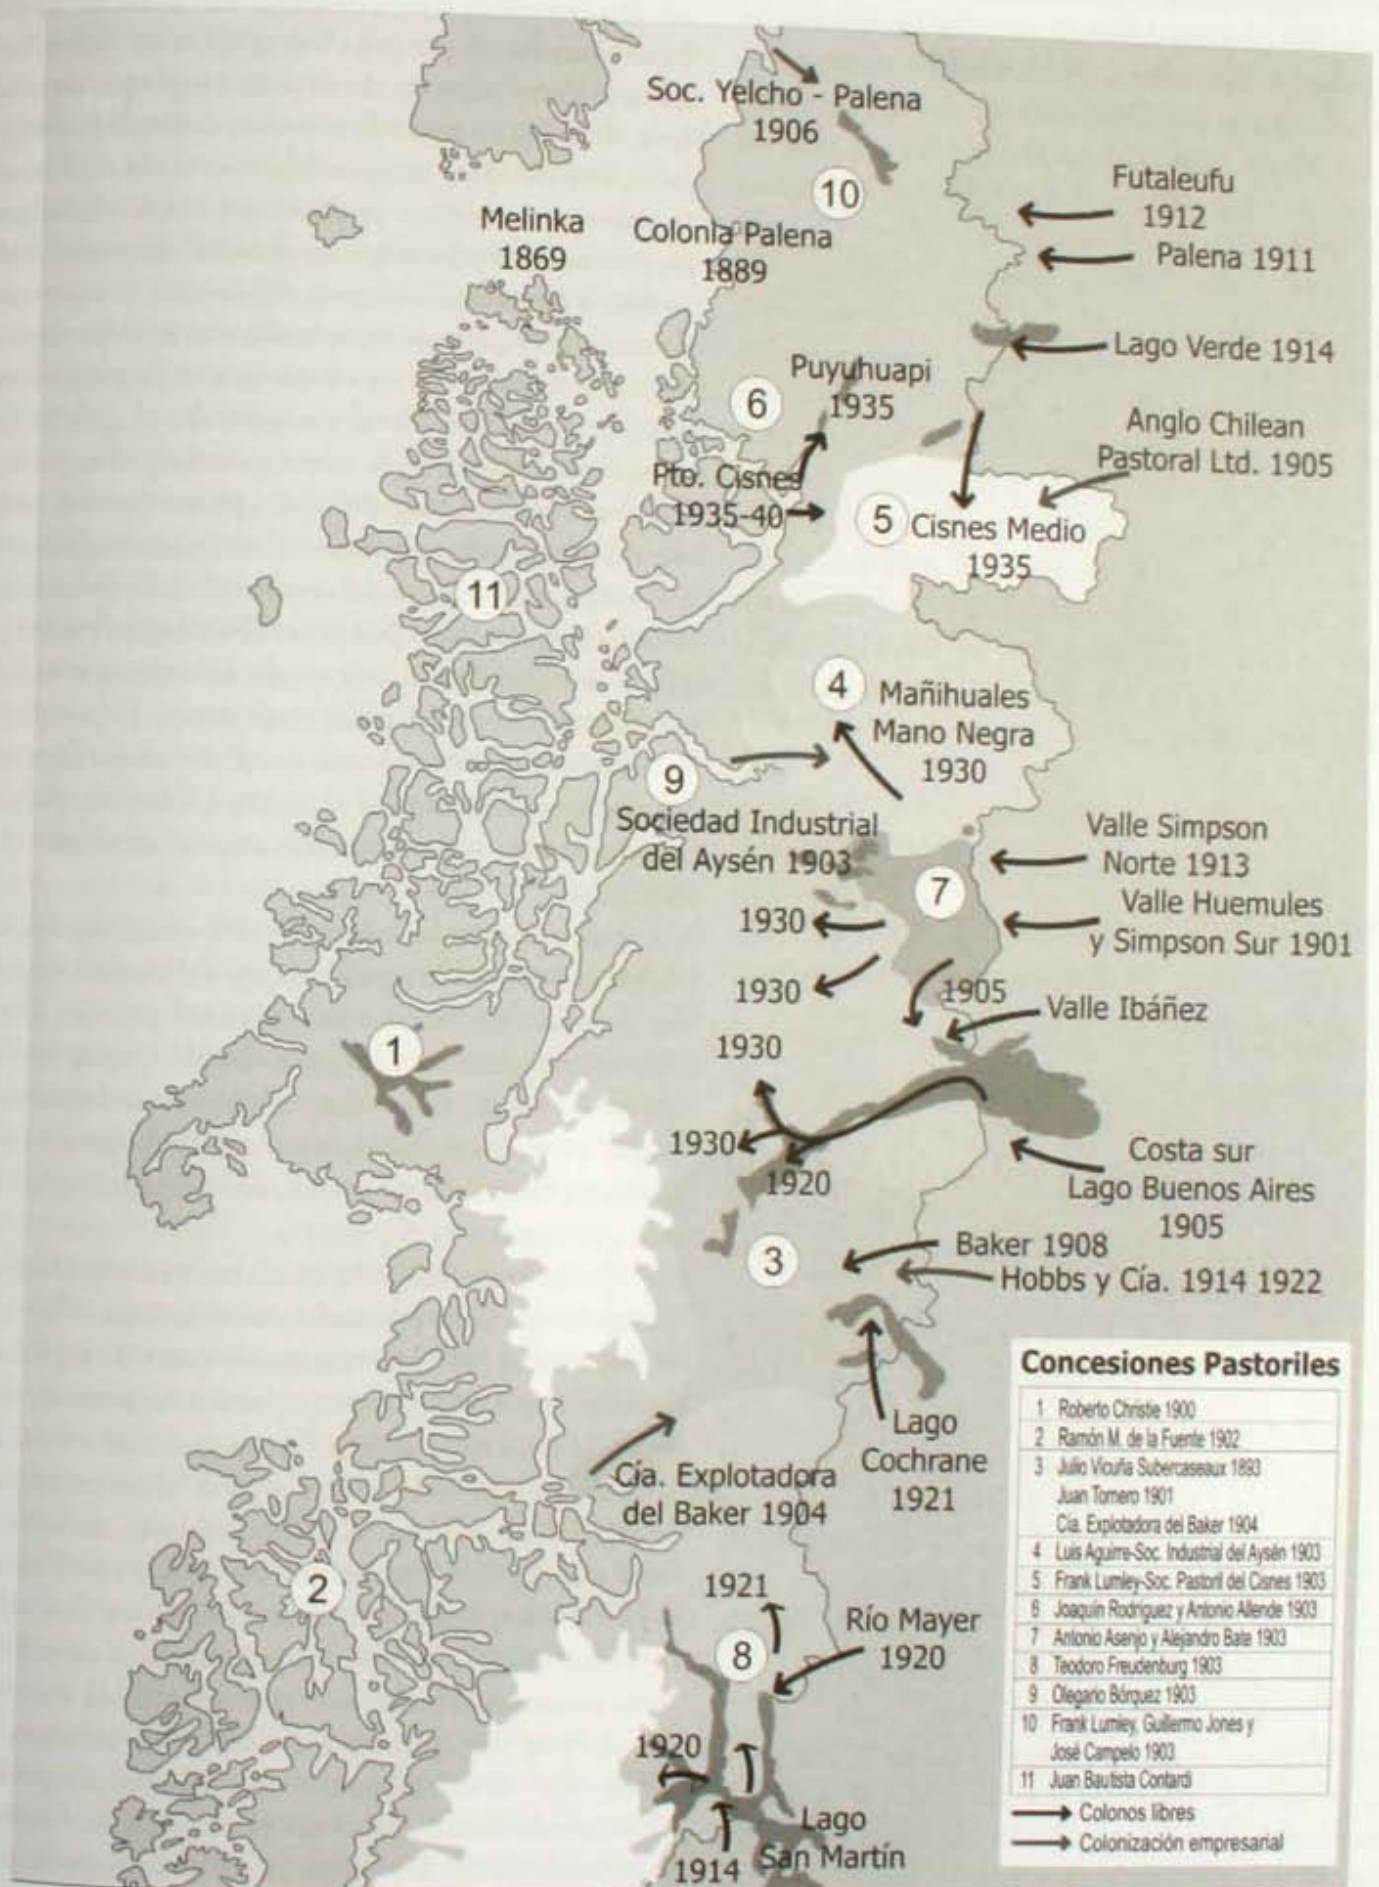 Soc. Yelcho - Palena
1906
10
Futaleufu
1912
Melinka
1869
Colonia Palena
1889
Palena 1911
Lago Verde 1914
Puyuhuapi
1935
6
Anglo Chilean
Pastoral Ltd. 1905
Pto. Cisnes
1935-40
5
Cisnes Medio
1935
11
4
Mañihuales
Mano Negra
1930
9
Sociedad Industrial
del Aysén 1903
Valle Simpson
Norte 1913
7
Valle Huemules
y Simpson Sur 1901
1930
1930
1905
Valle Ibáñez
1930
1
1930
1920
Costa sur
Lago Buenos Aires
1905
3
Baker 1908
Hobbs y Cía. 1914 1922
Lago
Cochrane
1921
Cía. Explotadora
del Baker 1904
2
1921
8
Río Mayer
1920
1920
Lago
San Martín
1914
Concesiones Pastoriles
1 Roberto Christie 1900
2 Ramón M. de la Fuente 1902
3 Julio Vicuña Subercaseaux 1893
Juan Tornero 1901
Cía. Explotadora del Baker 1904
4 Luis Aguirre-Soc. Industrial del Aysén 1903
5 Frank Lumley-Soc. Pastoril del Cisnes 1903
6 Joaquín Rodríguez y Antonio Allende 1903
7 Antonio Asenjo y Alejandro Bate 1903
8 Teodoro Freudenburg 1903
9 Olegario Bórquez 1903
10 Frank Lumley, Guillermo Jones y
José Campelo 1903
11 Juan Bautista Contardi
Colonos libres
Colonización empresarial